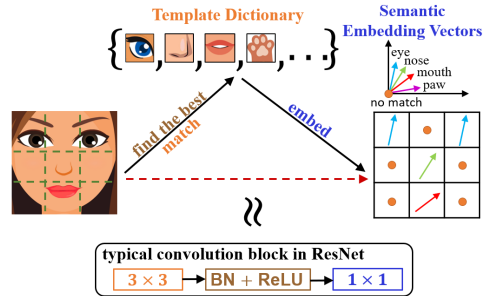 Template Dictionary
Semantic
Embedding Vectors
{ , , , , ... }
eye
nose
mouth
paw
no match
find the best
match
embed
≈
typical convolution block in ResNet
3 × 3
BN + ReLU
1 × 1